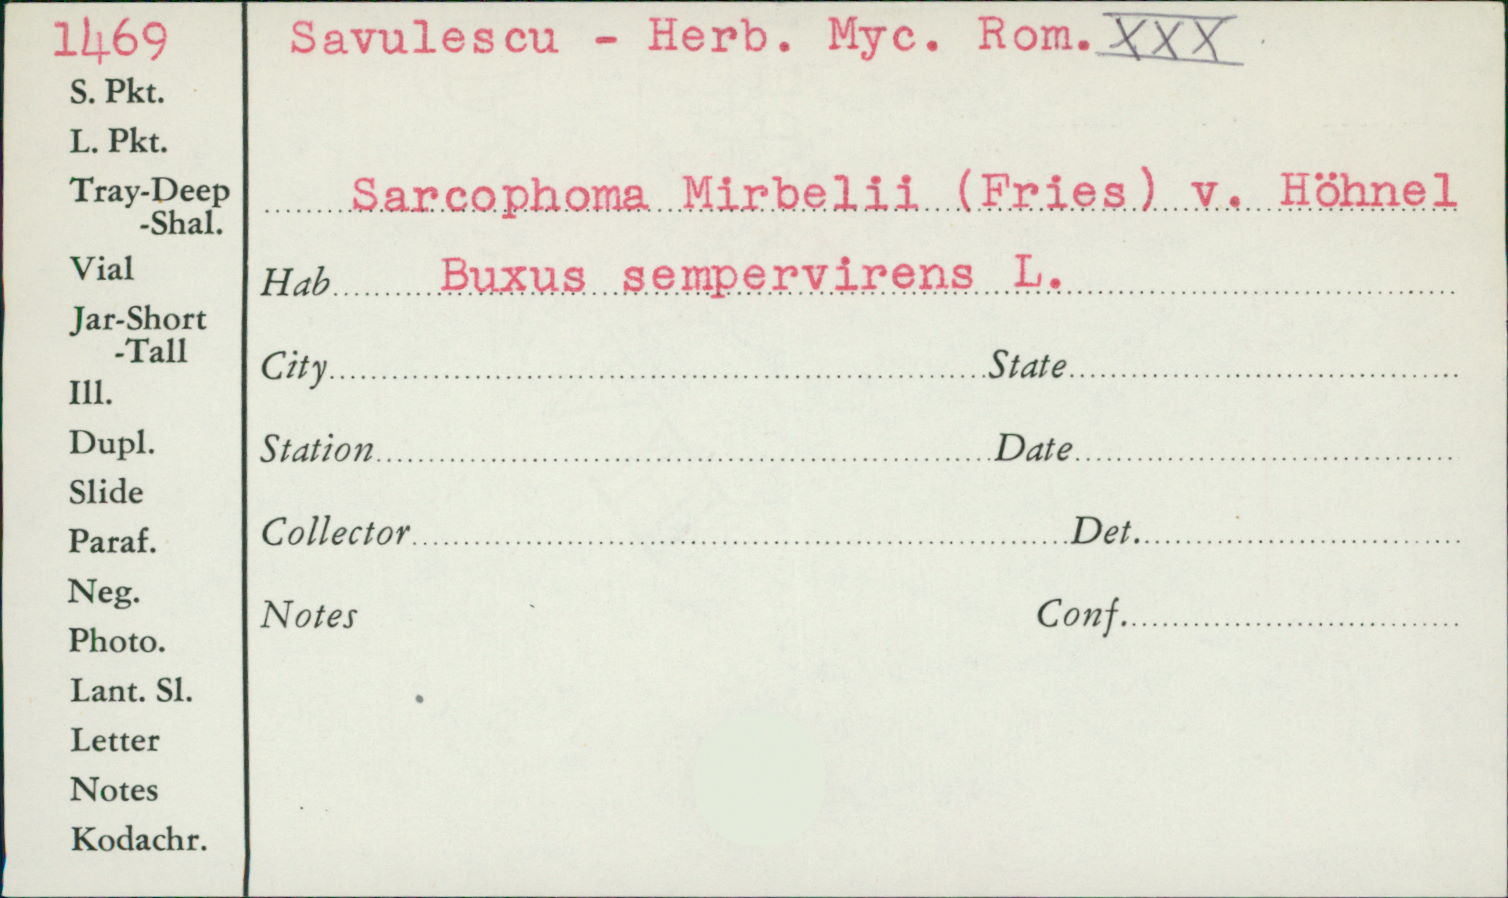 1469
Savulescu - Herb. Myc. Rom. XXX
S. Pkt.
L. Pkt.
Tray-Deep
-Shal.
Vial
Jar-Short
-Tall
Ill.
Dupl.
Slide
Paraf.
Neg.
Photo.
Lant. Sl.
Letter
Notes
Kodachr.
Sarcophoma Mirbelii (Fries) v. Höhnel
Hab. Buxus sempervirens L.
City State
Station Date
Collector Det.
Notes Conf.